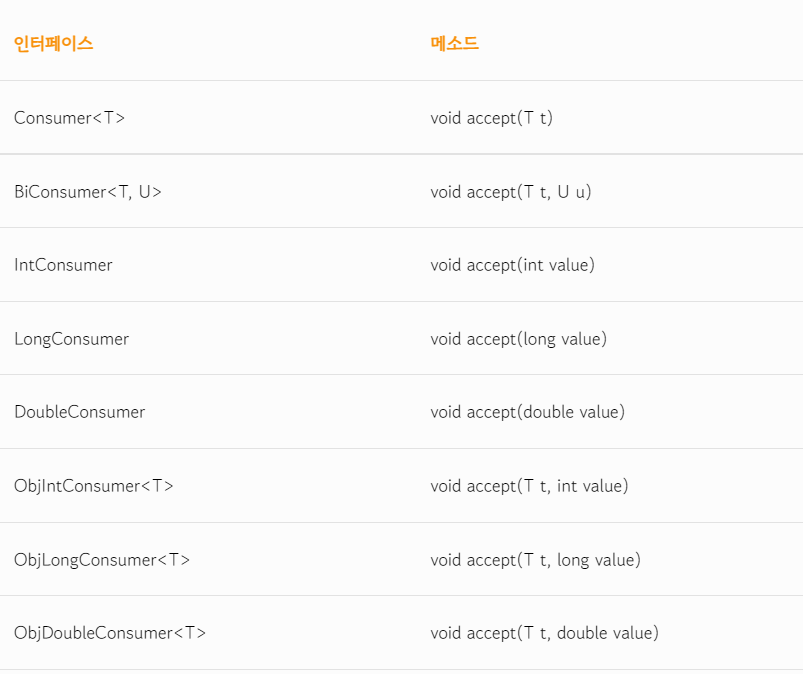 인터페이스 메소드
Consumer<T> void accept(T t)
BiConsumer<T, U> void accept(T t, U u)
IntConsumer void accept(int value)
LongConsumer void accept(long value)
DoubleConsumer void accept(double value)
ObjIntConsumer<T> void accept(T t, int value)
ObjLongConsumer<T> void accept(T t, long value)
ObjDoubleConsumer<T> void accept(T t, double value)